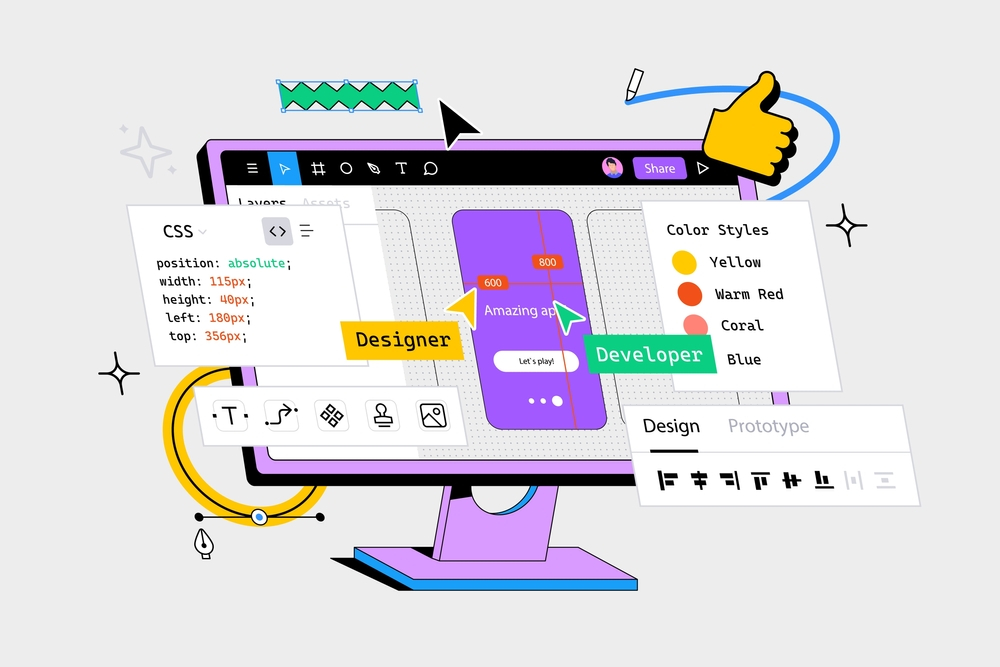 Share
Layers Assets
CSS
position: absolute;
width: 115px;
height: 40px;
left: 180px;
top: 356px;
T
800
600
Amazing ap
Let's play!
Designer
Developer
Color Styles
Yellow
Warm Red
Coral
Blue
Design Prototype